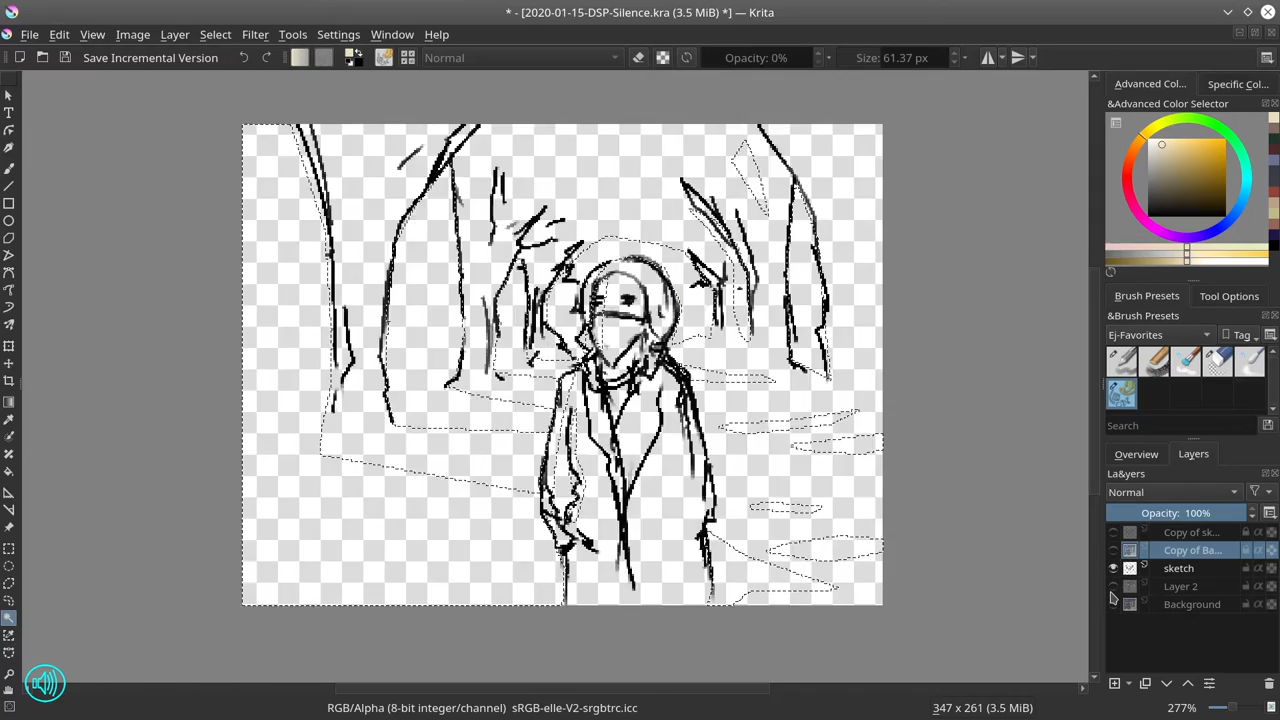 * - [2020-01-15-DSP-Silence.kra (3.5 MiB) *] — Krita
File Edit View Image Layer Select Filter Tools Settings Window Help
Save Incremental Version Normal Opacity: 0% Size: 61.37 px
Advanced Col... Specific Col...
&Advanced Color Selector
Brush Presets Tool Options
&Brush Presets
Ej-Favorites Tag
Search
Overview Layers
La&yers
Normal
Opacity: 100%
Copy of sk...
Copy of Ba...
sketch
Layer 2
Background
RGB/Alpha (8-bit integer/channel) sRGB-elle-V2-srgbtrc.icc 347 x 261 (3.5 MiB) 277%